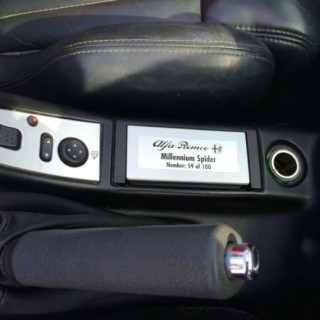 Alfa Romeo
Millennium Spider
Number: 59 of 100